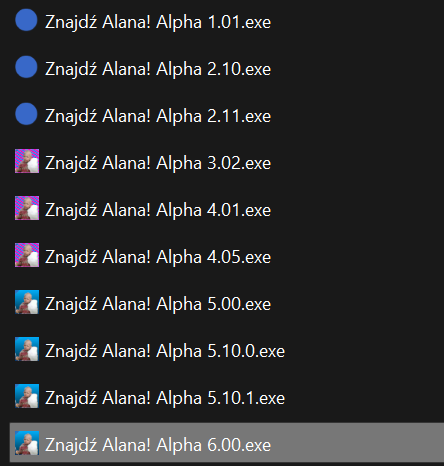 Znajdź Alana! Alpha 1.01.exe
Znajdź Alana! Alpha 2.10.exe
Znajdź Alana! Alpha 2.11.exe
Znajdź Alana! Alpha 3.02.exe
Znajdź Alana! Alpha 4.01.exe
Znajdź Alana! Alpha 4.05.exe
Znajdź Alana! Alpha 5.00.exe
Znajdź Alana! Alpha 5.10.0.exe
Znajdź Alana! Alpha 5.10.1.exe
Znajdź Alana! Alpha 6.00.exe